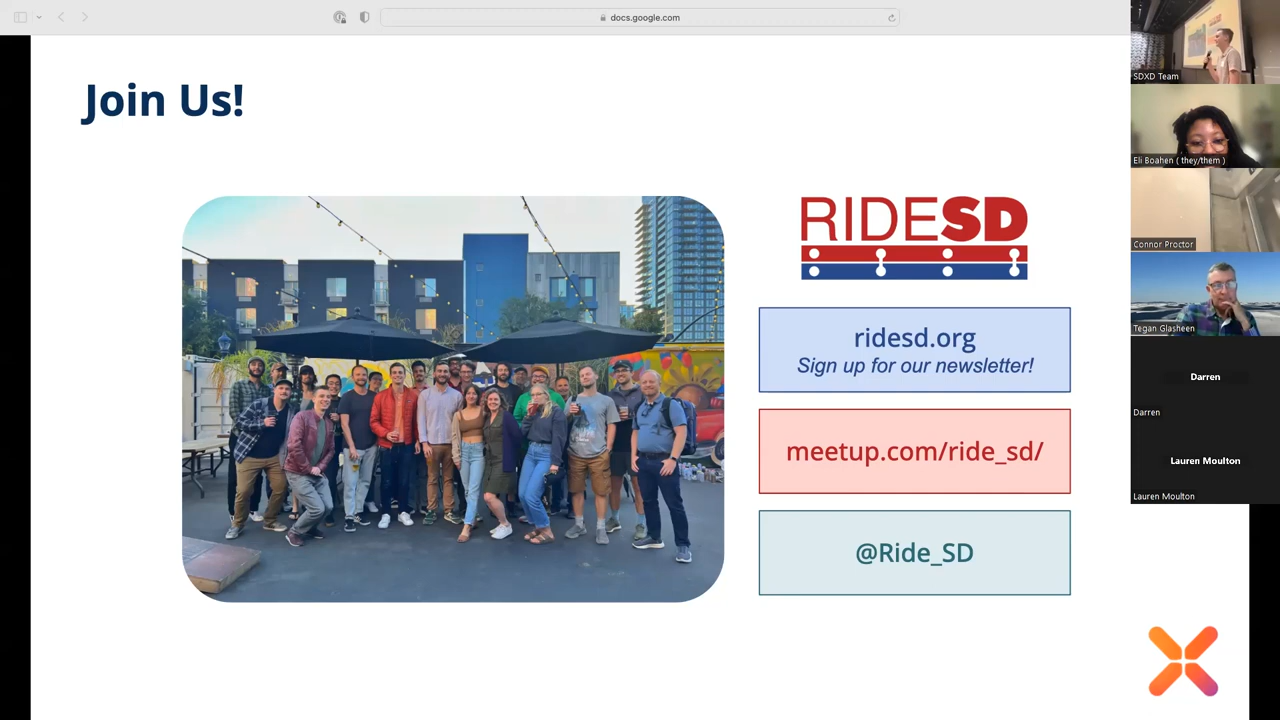 docs.google.com
Join Us!
RIDESD
ridesd.org
Sign up for our newsletter!
meetup.com/ride_sd/
@Ride_SD
SDXD Team
Eli Boahen ( they/them )
Connor Proctor
Tegan Glasheen
Darren
Darren
Lauren Moulton
Lauren Moulton